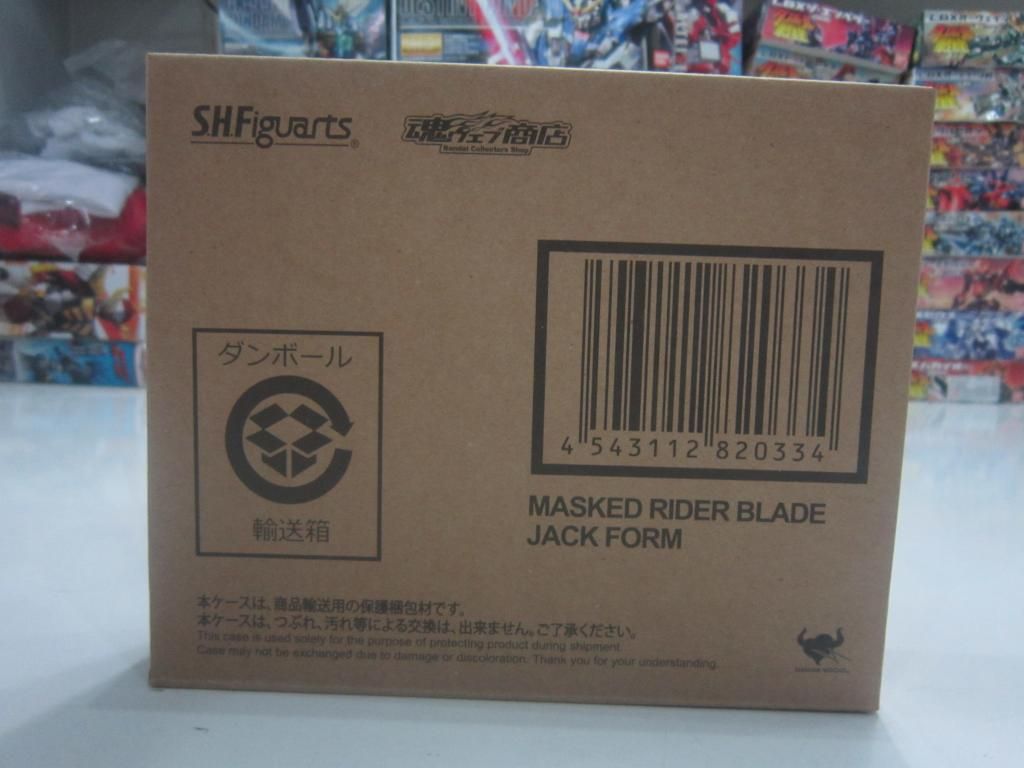 S.H.Figuarts®
魂ウェブ商店
Bandai Collectors Shop
4 543112 820334
MASKED RIDER BLADE
JACK FORM
ダンボール
輸送箱
本ケースは、商品輸送用の保護梱包材です。
本ケースは、つぶれ、汚れ等による交換は、出来ません。ご了承ください。
This case is used solely for the purpose of protecting product during shipment.
Case may not be exchanged due to damage or discoloration. Thank you for your understanding.